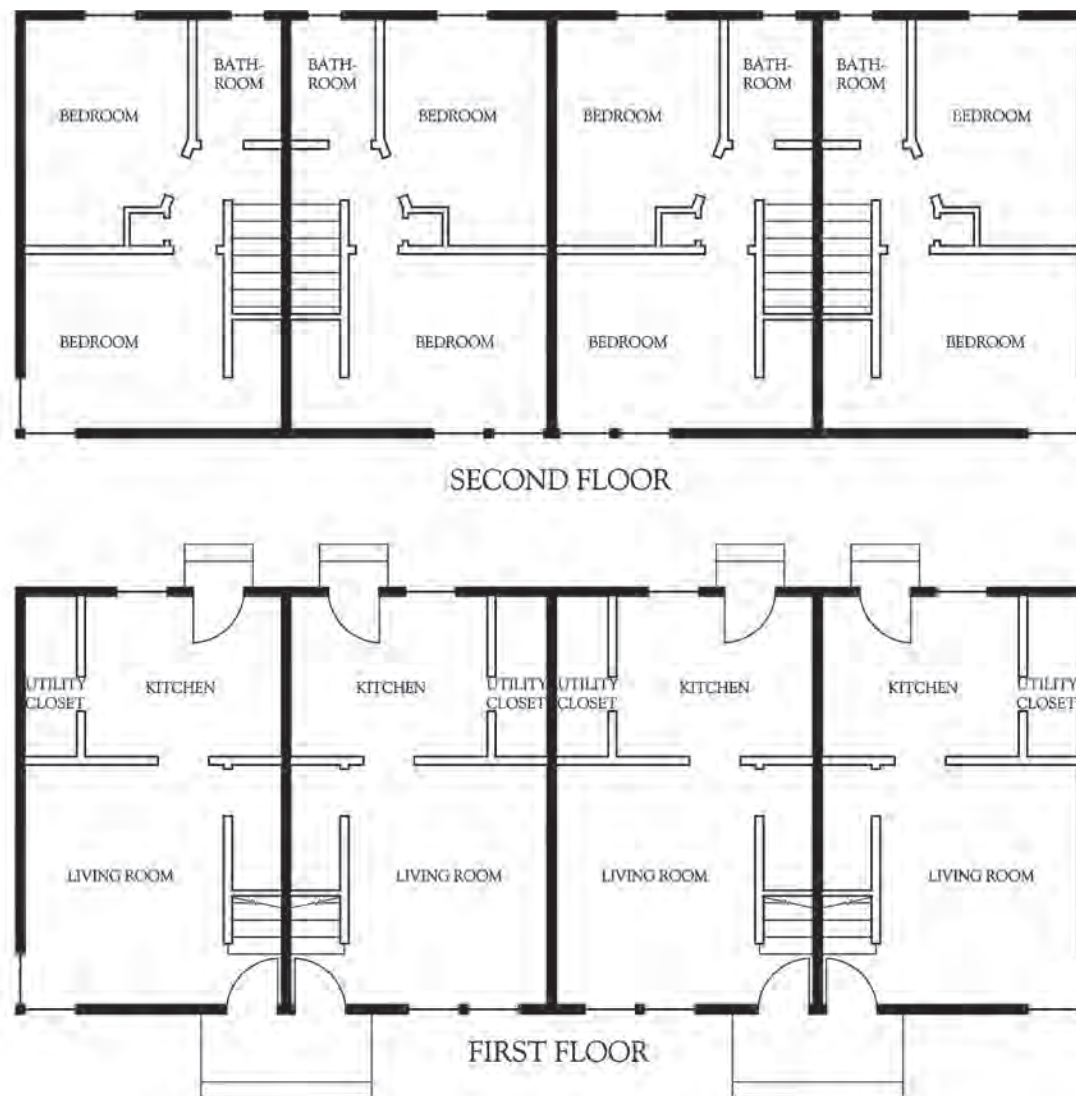 BATH- BATH- BATH- BATH-
ROOM ROOM ROOM ROOM
BEDROOM BEDROOM BEDROOM BEDROOM
BEDROOM BEDROOM BEDROOM BEDROOM
SECOND FLOOR
UTILITY KITCHEN KITCHEN UTILITY UTILITY KITCHEN KITCHEN UTILITY
CLOSET CLOSET CLOSET CLOSET
LIVING ROOM LIVING ROOM LIVING ROOM LIVING ROOM
FIRST FLOOR